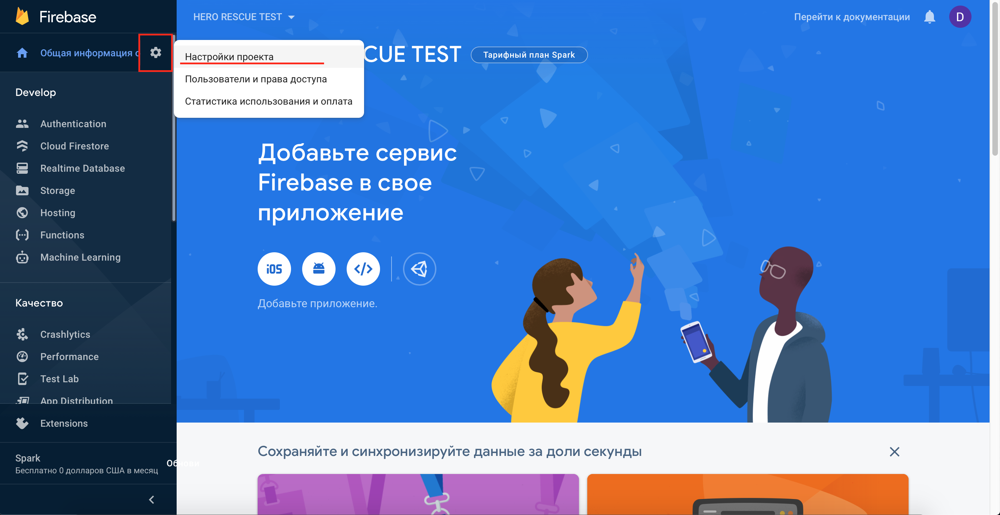 Firebase
HERO RESCUE TEST
Перейти к документации
D
Общая информация о
Настройки проекта
Пользователи и права доступа
Статистика использования и оплата
CUE TEST
Тарифный план Spark
Develop
Authentication
Cloud Firestore
Realtime Database
Storage
Hosting
Functions
Machine Learning
Качество
Crashlytics
Performance
Test Lab
App Distribution
Extensions
Spark
Бесплатно 0 долларов США в месяц
Обнови
Добавьте сервис
Firebase в свое
приложение
iOS
Добавьте приложение.
Сохраняйте и синхронизируйте данные за доли секунды